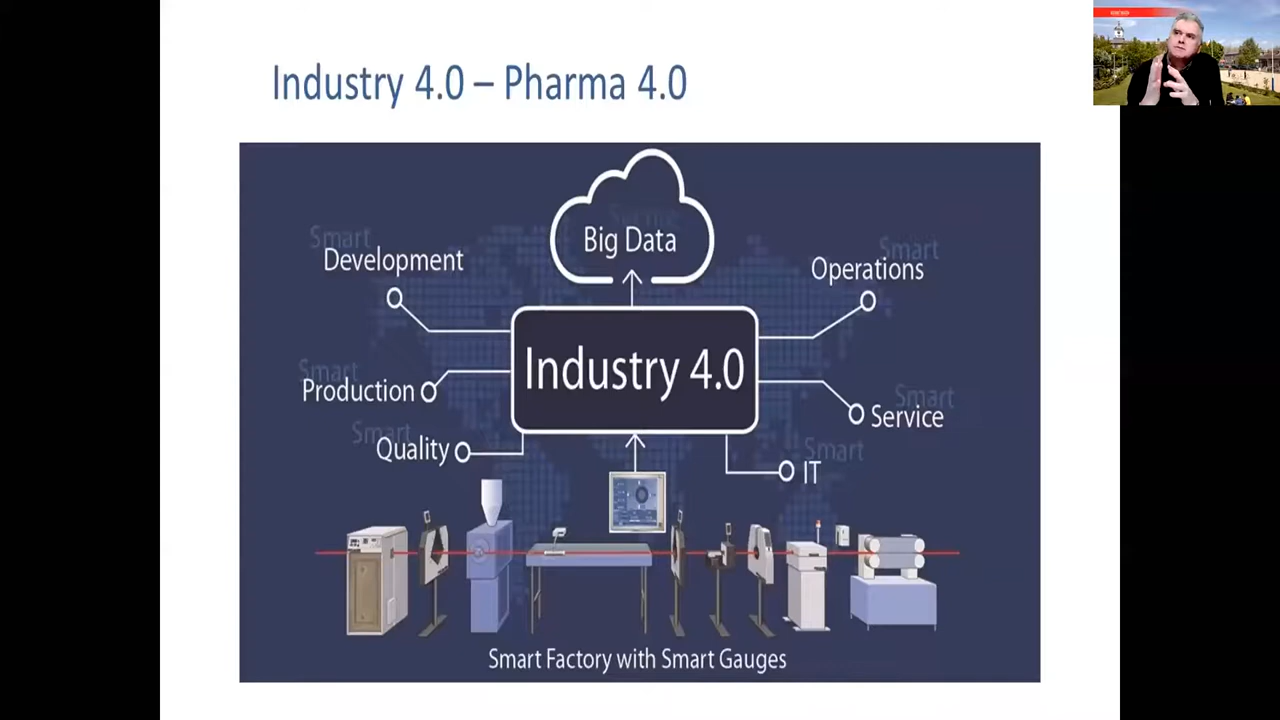 Industry 4.0 – Pharma 4.0
Big Data
Smart
Development
Smart
Operations
Industry 4.0
Smart
Production
Smart
Service
Smart
Quality
Smart
IT
Smart Factory with Smart Gauges